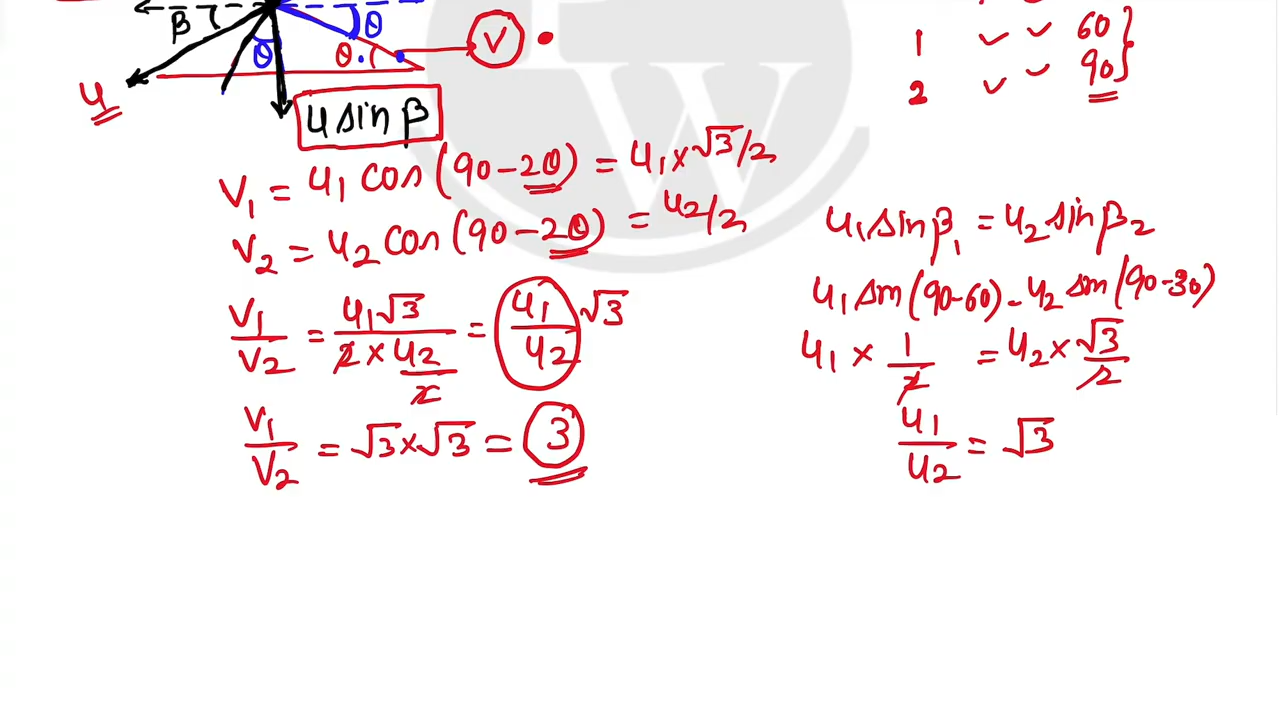 β θ
θ θ V
u
u sin β
1 ✓ ✓ 60
2 ✓ ✓ 90
V₁ = u₁ cos (90-2θ) = u₁ × √3/2
V₂ = u₂ cos (90-2θ) = u₂/2
V₁/V₂ = u₁√3/(2 × u₂/2) = u₁/u₂ √3
V₁/V₂ = √3 × √3 = 3
u₁ sin β₁ = u₂ sin β₂
u₁ sin (90-60) = u₂ sin (90-30)
u₁ × 1/2 = u₂ × √3/2
u₁/u₂ = √3